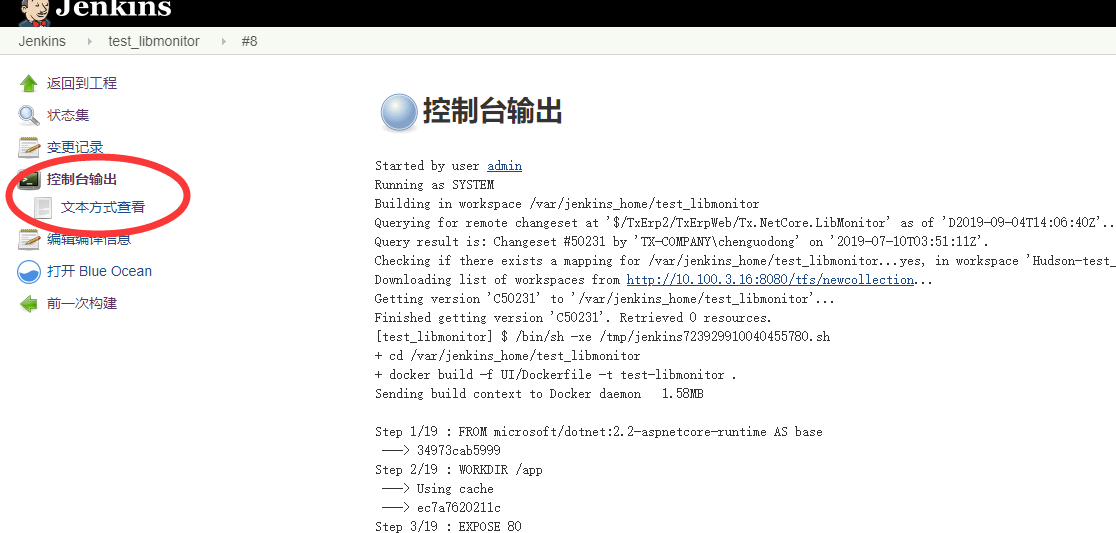 Jenkins
Jenkins test_libmonitor #8
返回到工程
状态集
变更记录
控制台输出
文本方式查看
编辑编译信息
打开 Blue Ocean
前一次构建
控制台输出
Started by user admin
Running as SYSTEM
Building in workspace /var/jenkins_home/test_libmonitor
Querying for remote changeset at '$/TxErp2/TxErpWeb/Tx.NetCore.LibMonitor' as of 'D2019-09-04T14:06:40Z'..
Query result is: Changeset #50231 by 'TX-COMPANY\chenguodong' on '2019-07-10T03:51:11Z'.
Checking if there exists a mapping for /var/jenkins_home/test_libmonitor...yes, in workspace 'Hudson-test_
Downloading list of workspaces from http://10.100.3.16:8080/tfs/newcollection...
Getting version 'C50231' to '/var/jenkins_home/test_libmonitor'...
Finished getting version 'C50231'. Retrieved 0 resources.
[test_libmonitor] $ /bin/sh -xe /tmp/jenkins723929910040455780.sh
+ cd /var/jenkins_home/test_libmonitor
+ docker build -f UI/Dockerfile -t test-libmonitor .
Sending build context to Docker daemon 1.58MB
Step 1/19 : FROM microsoft/dotnet:2.2-aspnetcore-runtime AS base
---> 34973cab5999
Step 2/19 : WORKDIR /app
---> Using cache
---> ec7a7620211c
Step 3/19 : EXPOSE 80